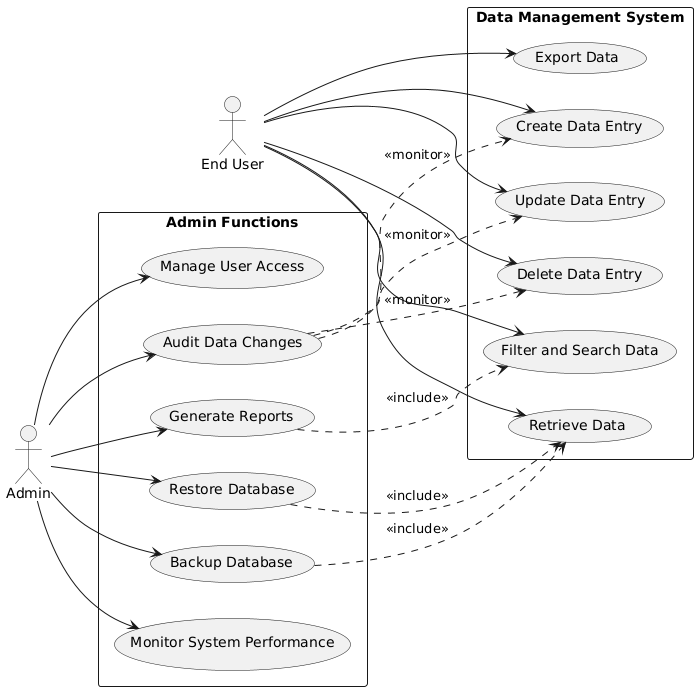 Data Management System
Export Data
Create Data Entry
End User
«monitor»
Update Data Entry
Admin Functions
«monitor»
Manage User Access
Delete Data Entry
«monitor»
Audit Data Changes
Filter and Search Data
«include»
Generate Reports
Retrieve Data
Admin
Restore Database
«include»
«include»
Backup Database
Monitor System Performance